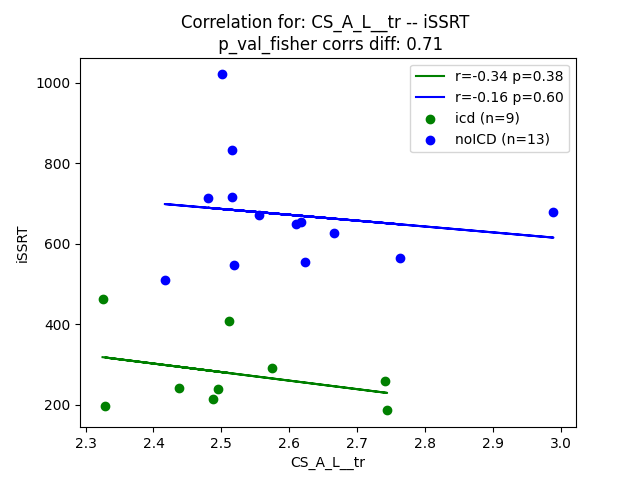 Correlation for: CS_A_L__tr -- iSSRT
p_val_fisher corrs diff: 0.71
r=-0.34 p=0.38
r=-0.16 p=0.60
icd (n=9)
noICD (n=13)
iSSRT
1000
800
600
400
200
2.3 2.4 2.5 2.6 2.7 2.8 2.9 3.0
CS_A_L__tr